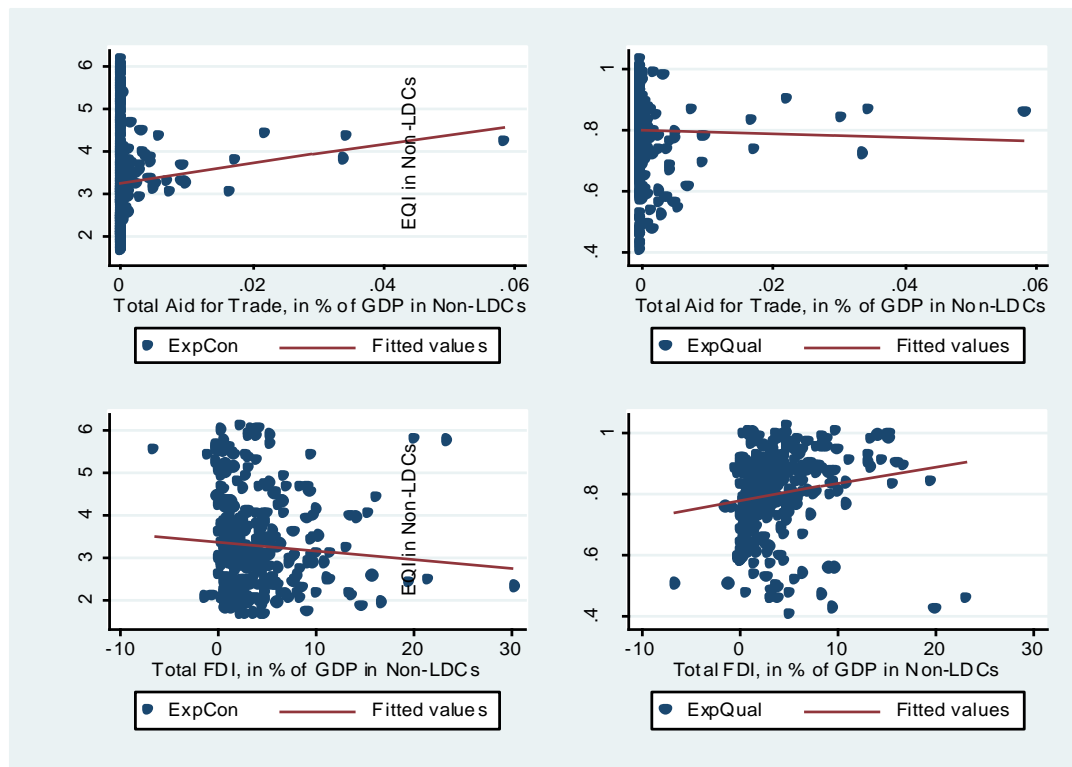 6
5
4
3
2
0
.02
.04
.06
Total Aid for Trade, in % of GDP in Non-LDCs
ExpCon
Fitted values
EQI in Non-LDCs
1
.8
.6
.4
0
.02
.04
.06
Total Aid for Trade, in % of GDP in Non-LDCs
ExpQual
Fitted values
6
5
4
3
2
-10
0
10
20
30
Total FDI, in % of GDP in Non-LDCs
ExpCon
Fitted values
EQI in Non-LDCs
1
.8
.6
.4
-10
0
10
20
30
Total FDI, in % of GDP in Non-LDCs
ExpQual
Fitted values